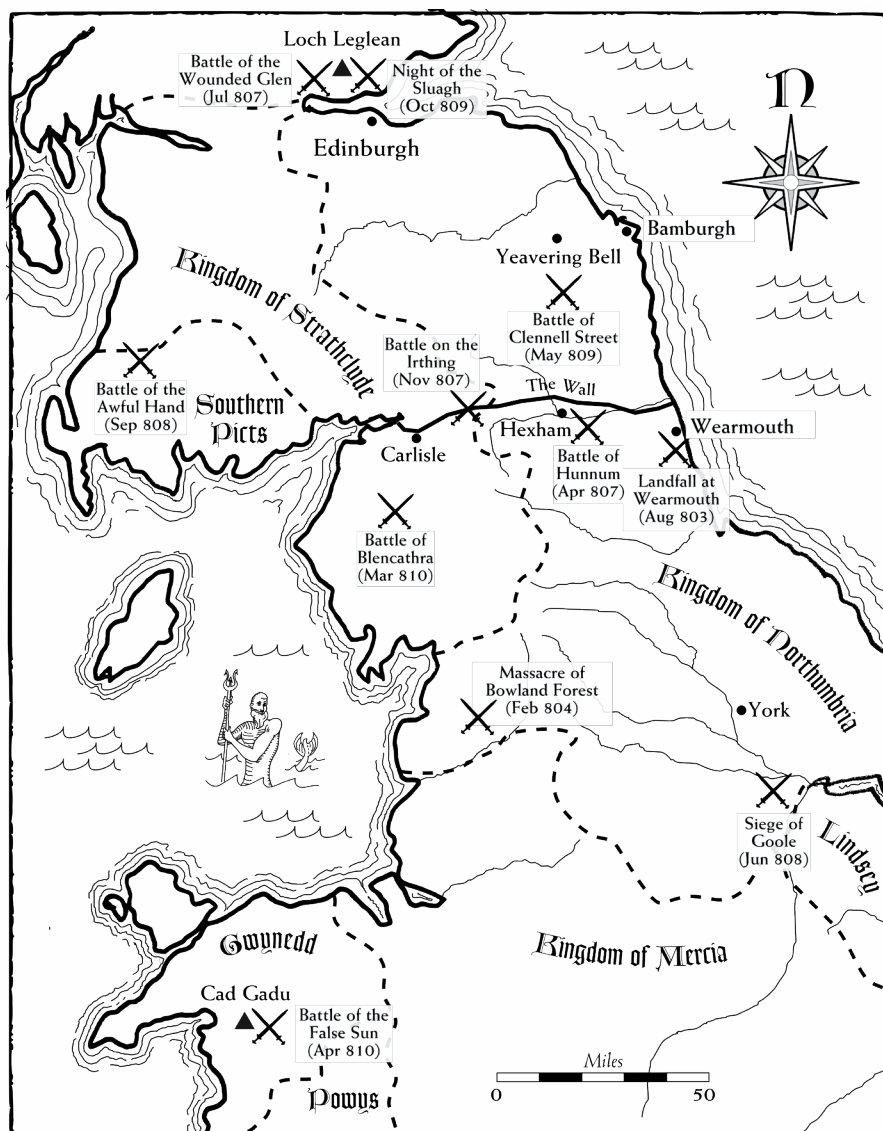 Loch Leglean
Battle of the
Wounded Glen
(Jul 807)
Night of the
Sluagh
(Oct 809)
N
Edinburgh
Bamburgh
Yeavering Bell
Kingdom of Strathclyde
Battle of
Clennell Street
(May 809)
Battle on the
Irthing
(Nov 807)
Battle of the
Awful Hand
(Sep 808)
Southern
Picts
The Wall
Hexham
Wearmouth
Carlisle
Battle of
Hunnum
(Apr 807)
Landfall at
Wearmouth
(Aug 803)
Battle of
Blencathra
(Mar 810)
Kingdom of Northumbria
Massacre of
Bowland Forest
(Feb 804)
York
Siege of
Goole
(Jun 808)
Lindsey
Gwynedd
Kingdom of Mercia
Cad Gadu
Battle of the
False Sun
(Apr 810)
Powys
Miles
0 50